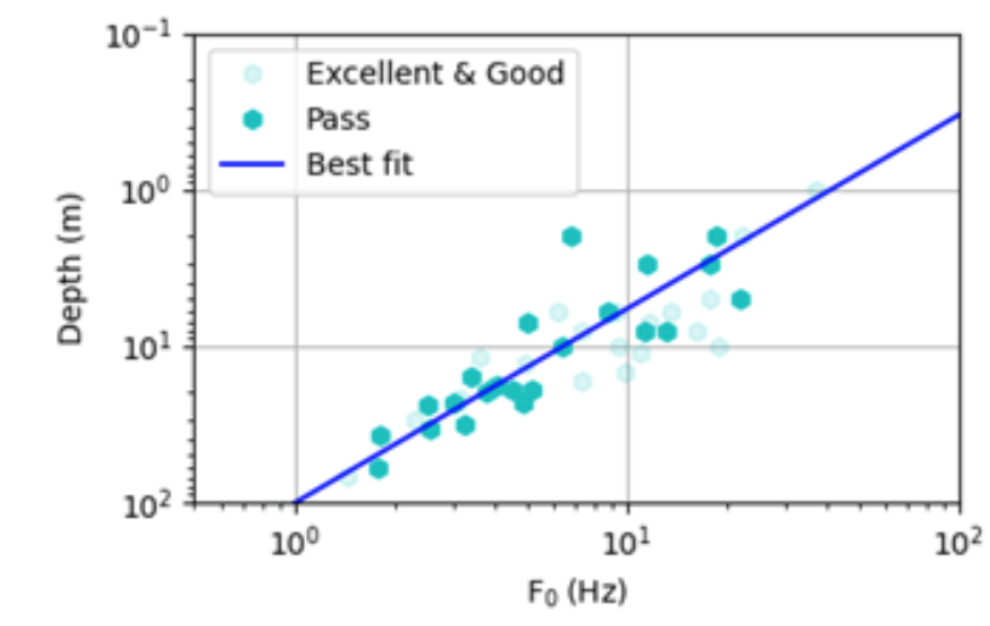 10⁻¹
Excellent & Good
Pass
Best fit
10⁰
Depth (m)
10¹
10²
10⁰ 10¹ 10²
F₀ (Hz)